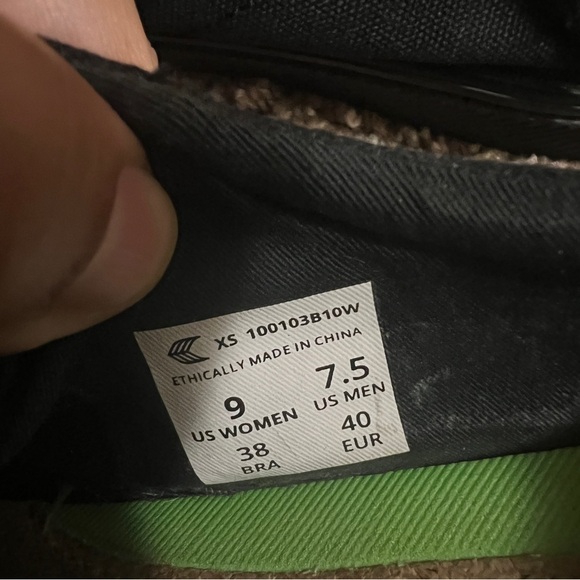 XS 100103B10W
ETHICALLY MADE IN CHINA
9 7.5
US WOMEN US MEN
38 40
BRA EUR